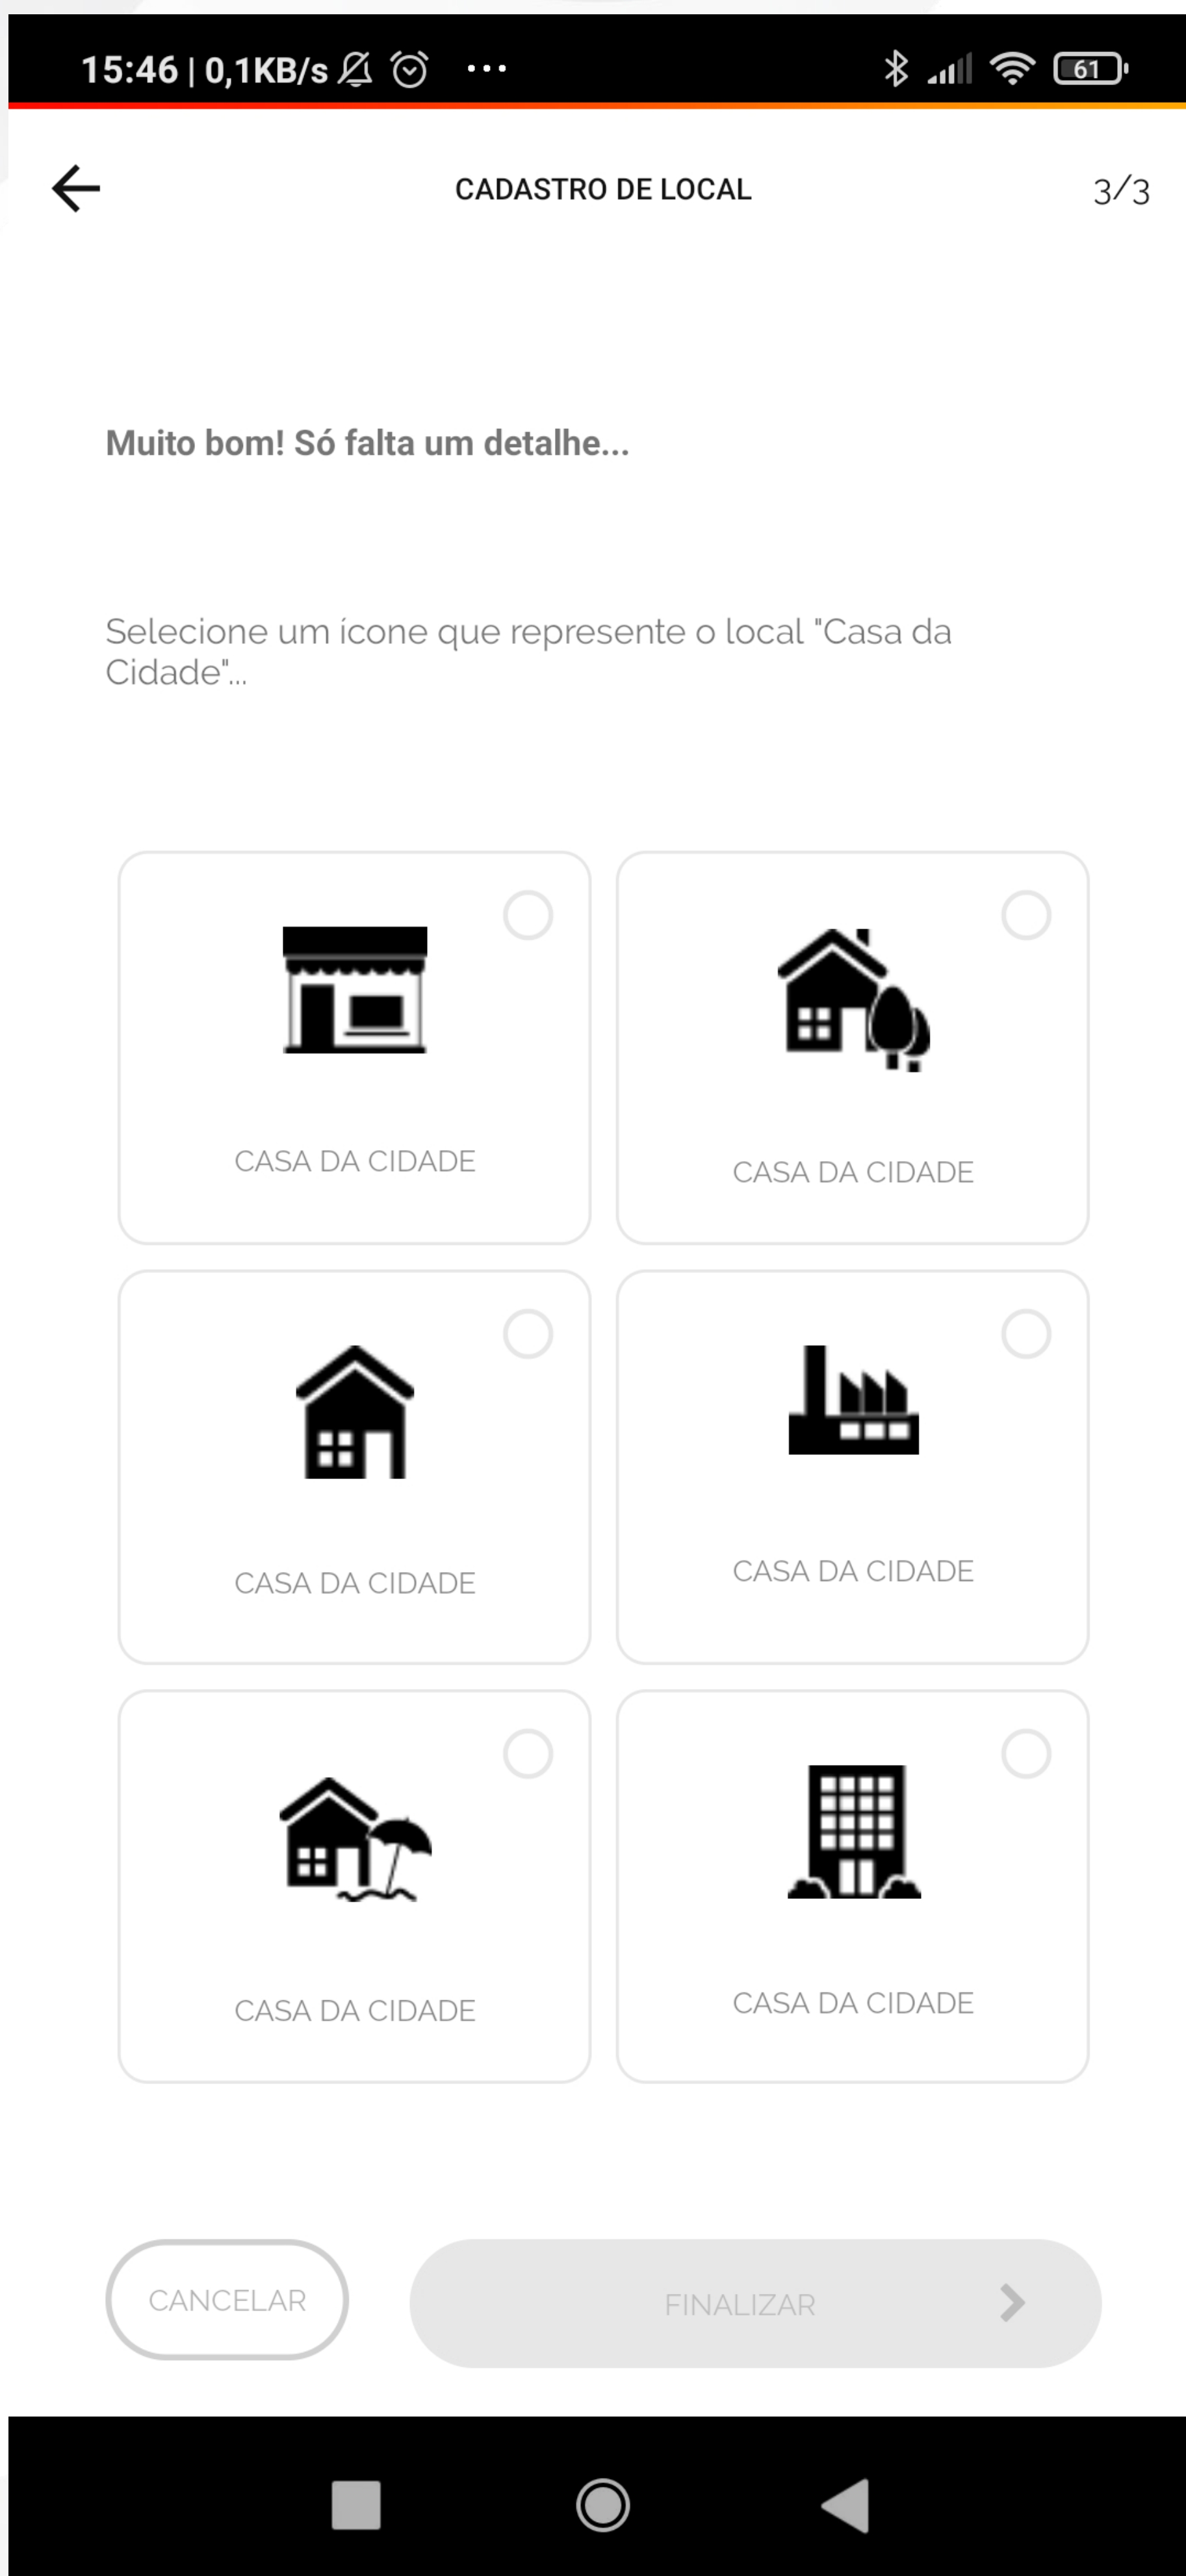 15:46 | 0,1KB/s ... 61
CADASTRO DE LOCAL 3/3
Muito bom! Só falta um detalhe...
Selecione um ícone que represente o local "Casa da
Cidade"...
CASA DA CIDADE
CASA DA CIDADE
CASA DA CIDADE
CASA DA CIDADE
CASA DA CIDADE
CASA DA CIDADE
CANCELAR
FINALIZAR